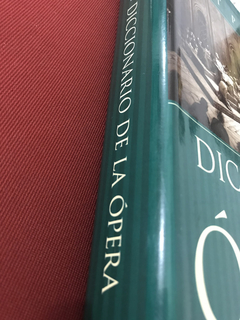 DICCIONARIO DE LA ÓPERA
DIC
Ó